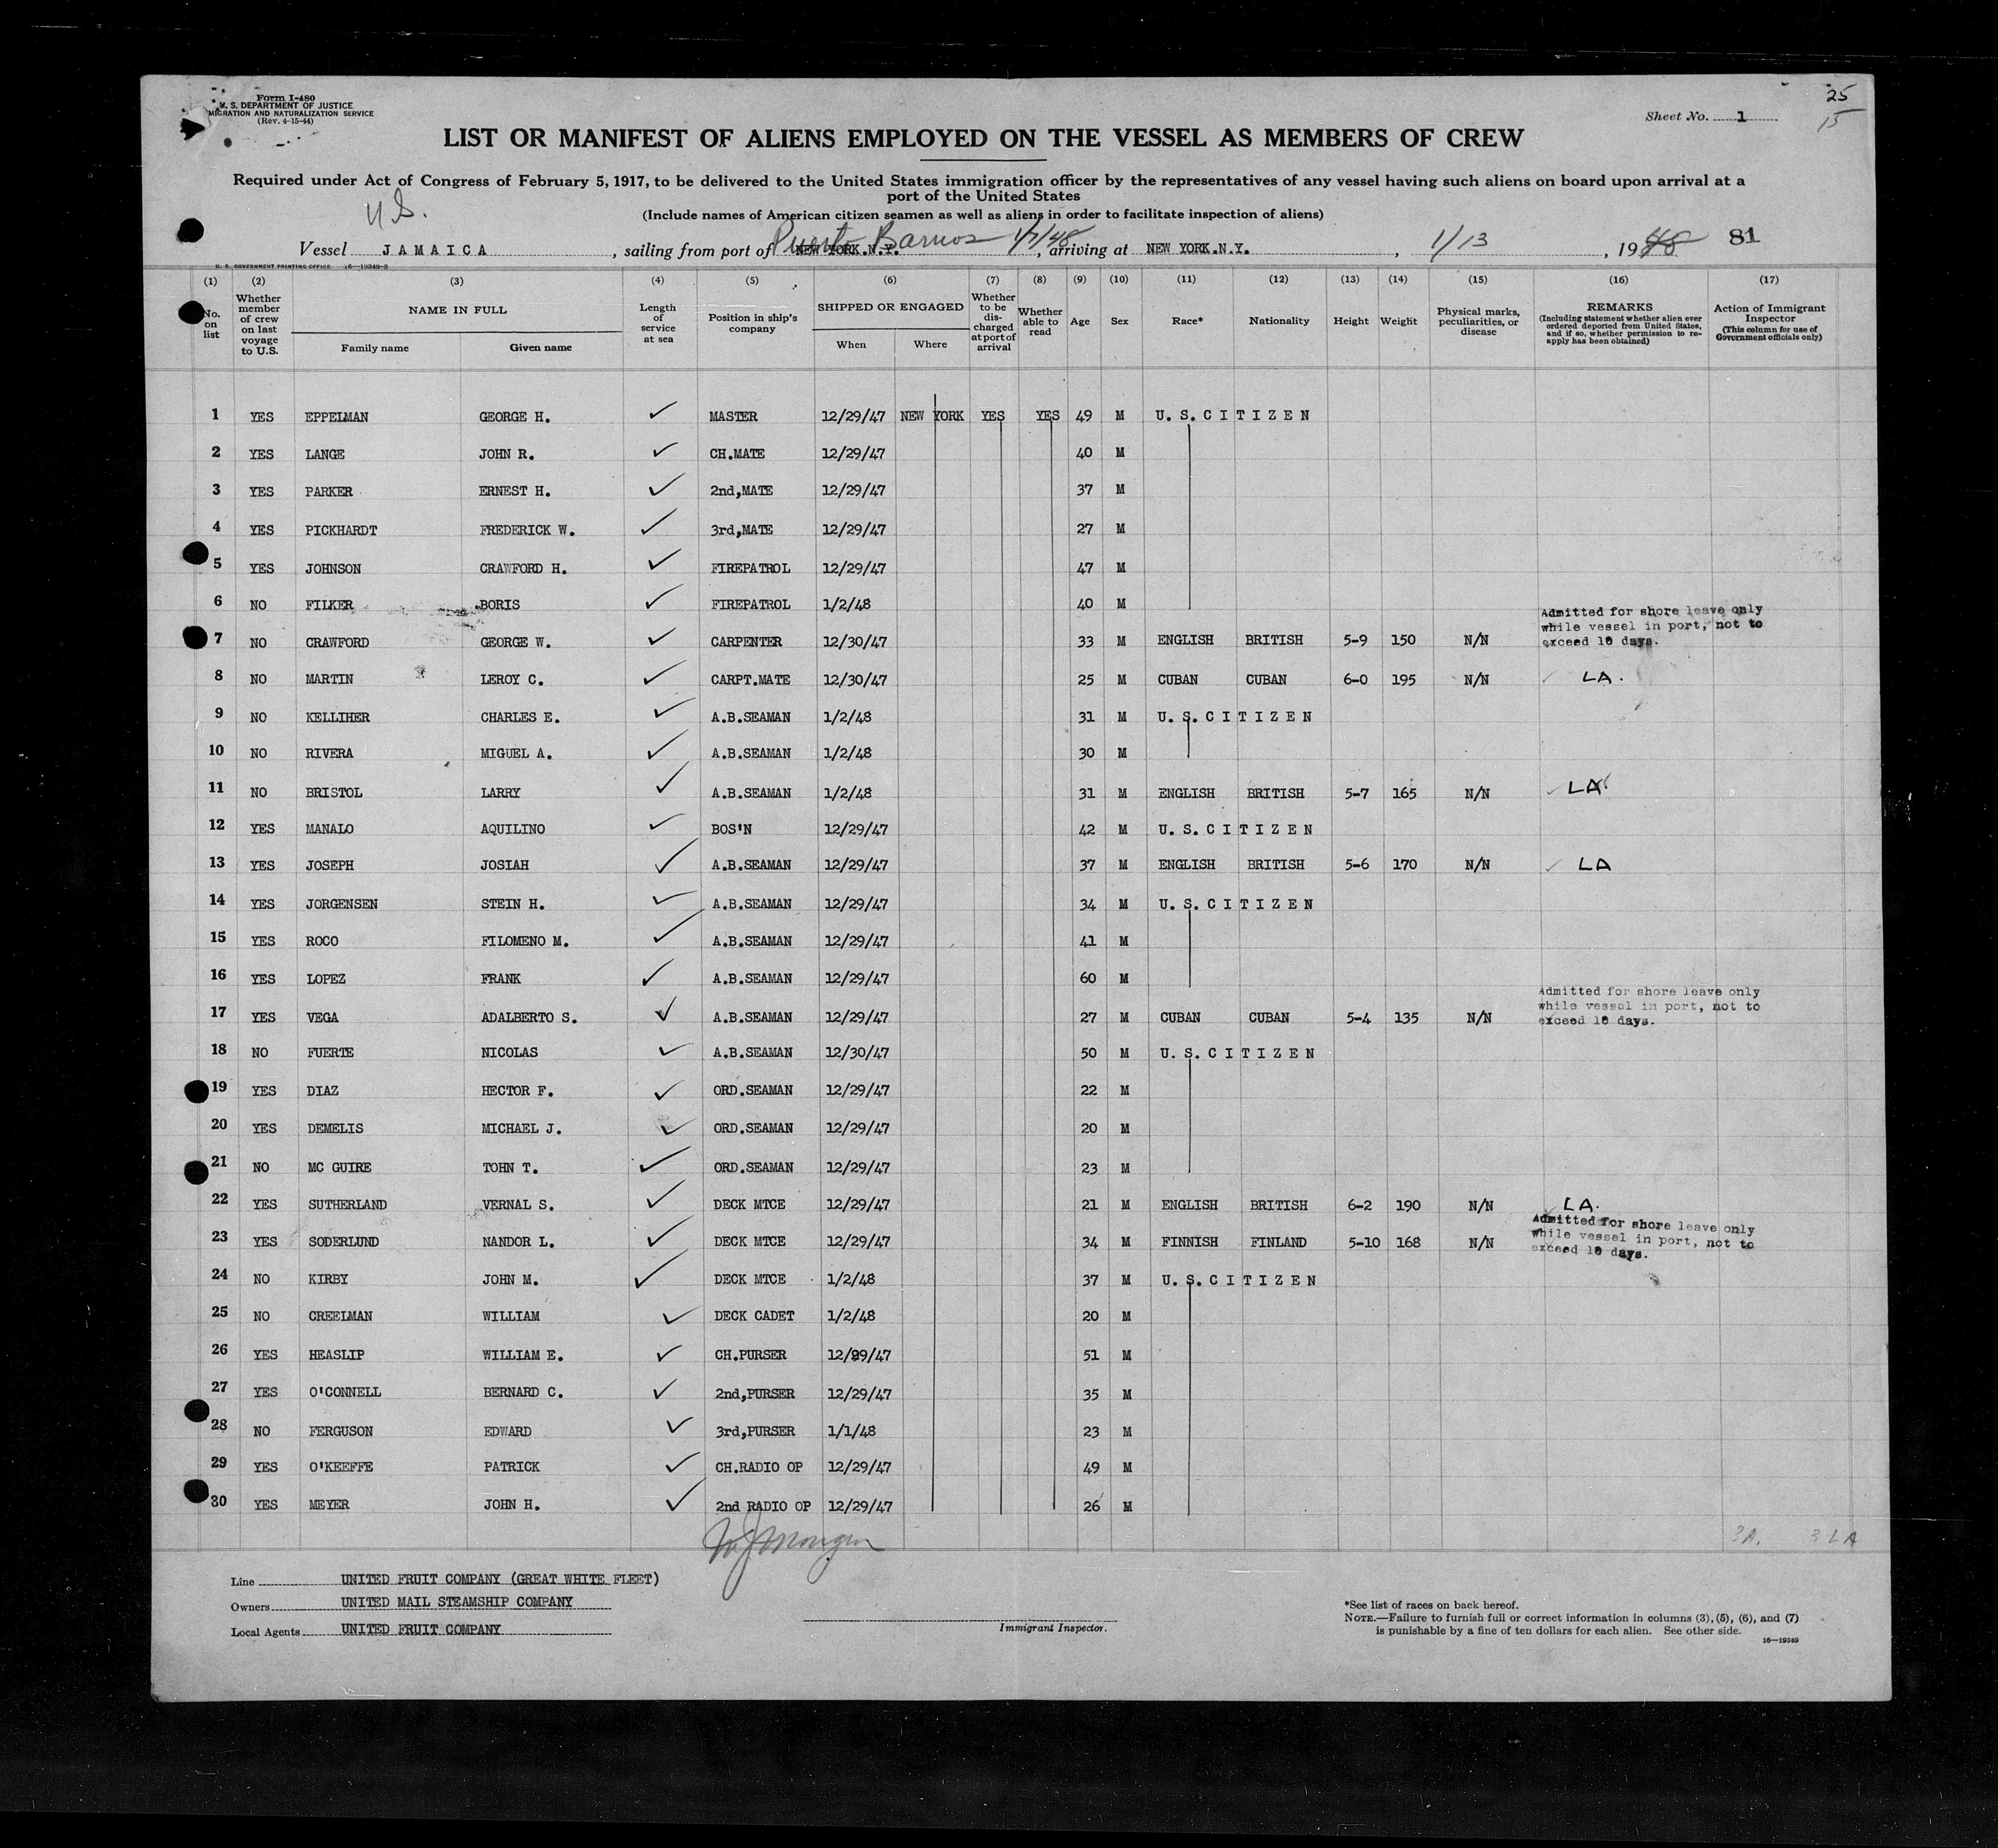 Form I-480
U. S. DEPARTMENT OF JUSTICE
MIGRATION AND NATURALIZATION SERVICE
(Rev. 4-15-44)
25
15
Sheet No. 1
LIST OR MANIFEST OF ALIENS EMPLOYED ON THE VESSEL AS MEMBERS OF CREW
Required under Act of Congress of February 5, 1917, to be delivered to the United States immigration officer by the representatives of any vessel having such aliens on board upon arrival at a
port of the United States
(Include names of American citizen seamen as well as aliens in order to facilitate inspection of aliens)
U.S.
Vessel JAMAICA, sailing from port of NEW YORK.N.Y. Puerto Barrios 1/7/48, arriving at NEW YORK.N.Y., 1/13, 1948 81
U. S. GOVERNMENT PRINTING OFFICE 16-19349-2
(1) No. on list
(2) Whether member of crew on last voyage to U.S.
(3) NAME IN FULL Family name Given name
(4) Length of service at sea
(5) Position in ship's company
(6) SHIPPED OR ENGAGED When Where
(7) Whether to be discharged at port of arrival
(8) Whether able to read
(9) Age
(10) Sex
(11) Race*
(12) Nationality
(13) Height
(14) Weight
(15) Physical marks, peculiarities, or disease
(16) REMARKS (Including statement whether alien ever ordered deported from United States, and if so, whether permission to re-apply has been obtained)
(17) Action of Immigrant Inspector (This column for use of Government officials only)
1 YES EPPELMAN GEORGE H. ✓ MASTER 12/29/47 NEW YORK YES YES 49 M U. S. CITIZEN
2 YES LANGE JOHN R. ✓ CH.MATE 12/29/47 40 M
3 YES PARKER ERNEST H. ✓ 2nd,MATE 12/29/47 37 M
4 YES PICKHARDT FREDERICK W. ✓ 3rd,MATE 12/29/47 27 M
5 YES JOHNSON CRAWFORD H. ✓ FIREPATROL 12/29/47 47 M
6 NO FILKER BORIS ✓ FIREPATROL 1/2/48 40 M
7 NO CRAWFORD GEORGE W. ✓ CARPENTER 12/30/47 33 M ENGLISH BRITISH 5-9 150 N/N Admitted for shore leave only while vessel in port, not to exceed 10 days.
8 NO MARTIN LEROY C. ✓ CARPT.MATE 12/30/47 25 M CUBAN CUBAN 6-0 195 N/N ✓ LA.
9 NO KELLIHER CHARLES E. ✓ A.B.SEAMAN 1/2/48 31 M U. S. CITIZEN
10 NO RIVERA MIGUEL A. ✓ A.B.SEAMAN 1/2/48 30 M
11 NO BRISTOL LARRY ✓ A.B.SEAMAN 1/2/48 31 M ENGLISH BRITISH 5-7 165 N/N ✓ LA
12 YES MANALO AQUILINO ✓ BOS'N 12/29/47 42 M U. S. CITIZEN
13 YES JOSEPH JOSIAH ✓ A.B.SEAMAN 12/29/47 37 M ENGLISH BRITISH 5-6 170 N/N ✓ LA
14 YES JORGENSEN STEIN H. ✓ A.B.SEAMAN 12/29/47 34 M U. S. CITIZEN
15 YES ROCO FILOMENO M. ✓ A.B.SEAMAN 12/29/47 41 M
16 YES LOPEZ FRANK ✓ A.B.SEAMAN 12/29/47 60 M
17 YES VEGA ADALBERTO S. ✓ A.B.SEAMAN 12/29/47 27 M CUBAN CUBAN 5-4 135 N/N Admitted for shore leave only while vessel in port, not to exceed 10 days.
18 NO FUERTE NICOLAS ✓ A.B.SEAMAN 12/30/47 50 M U. S. CITIZEN
19 YES DIAZ HECTOR F. ✓ ORD.SEAMAN 12/29/47 22 M
20 YES DEMELIS MICHAEL J. ✓ ORD.SEAMAN 12/29/47 20 M
21 NO MC GUIRE TOHN T. ✓ ORD.SEAMAN 12/29/47 23 M
22 YES SUTHERLAND VERNAL S. ✓ DECK MTCE 12/29/47 21 M ENGLISH BRITISH 6-2 190 N/N LA.
23 YES SODERLUND NANDOR L. ✓ DECK MTCE 12/29/47 34 M FINNISH FINLAND 5-10 168 N/N Admitted for shore leave only while vessel in port, not to exceed 10 days.
24 NO KIRBY JOHN M. ✓ DECK MTCE 1/2/48 37 M U. S. CITIZEN
25 NO CREELMAN WILLIAM ✓ DECK CADET 1/2/48 20 M
26 YES HEASLIP WILLIAM E. ✓ CH.PURSER 12/29/47 51 M
27 YES O'CONNELL BERNARD C. ✓ 2nd,PURSER 12/29/47 35 M
28 NO FERGUSON EDWARD ✓ 3rd,PURSER 1/1/48 23 M
29 YES O'KEEFFE PATRICK ✓ CH.RADIO OP 12/29/47 49 M
30 YES MEYER JOHN H. ✓ 2nd RADIO OP 12/29/47 26 M
3A. 3 LA
Line UNITED FRUIT COMPANY (GREAT WHITE FLEET)
Owners UNITED MAIL STEAMSHIP COMPANY
Local Agents UNITED FRUIT COMPANY
Immigrant Inspector.
*See list of races on back hereof.
NOTE.—Failure to furnish full or correct information in columns (3), (5), (6), and (7)
is punishable by a fine of ten dollars for each alien. See other side.
16—19349